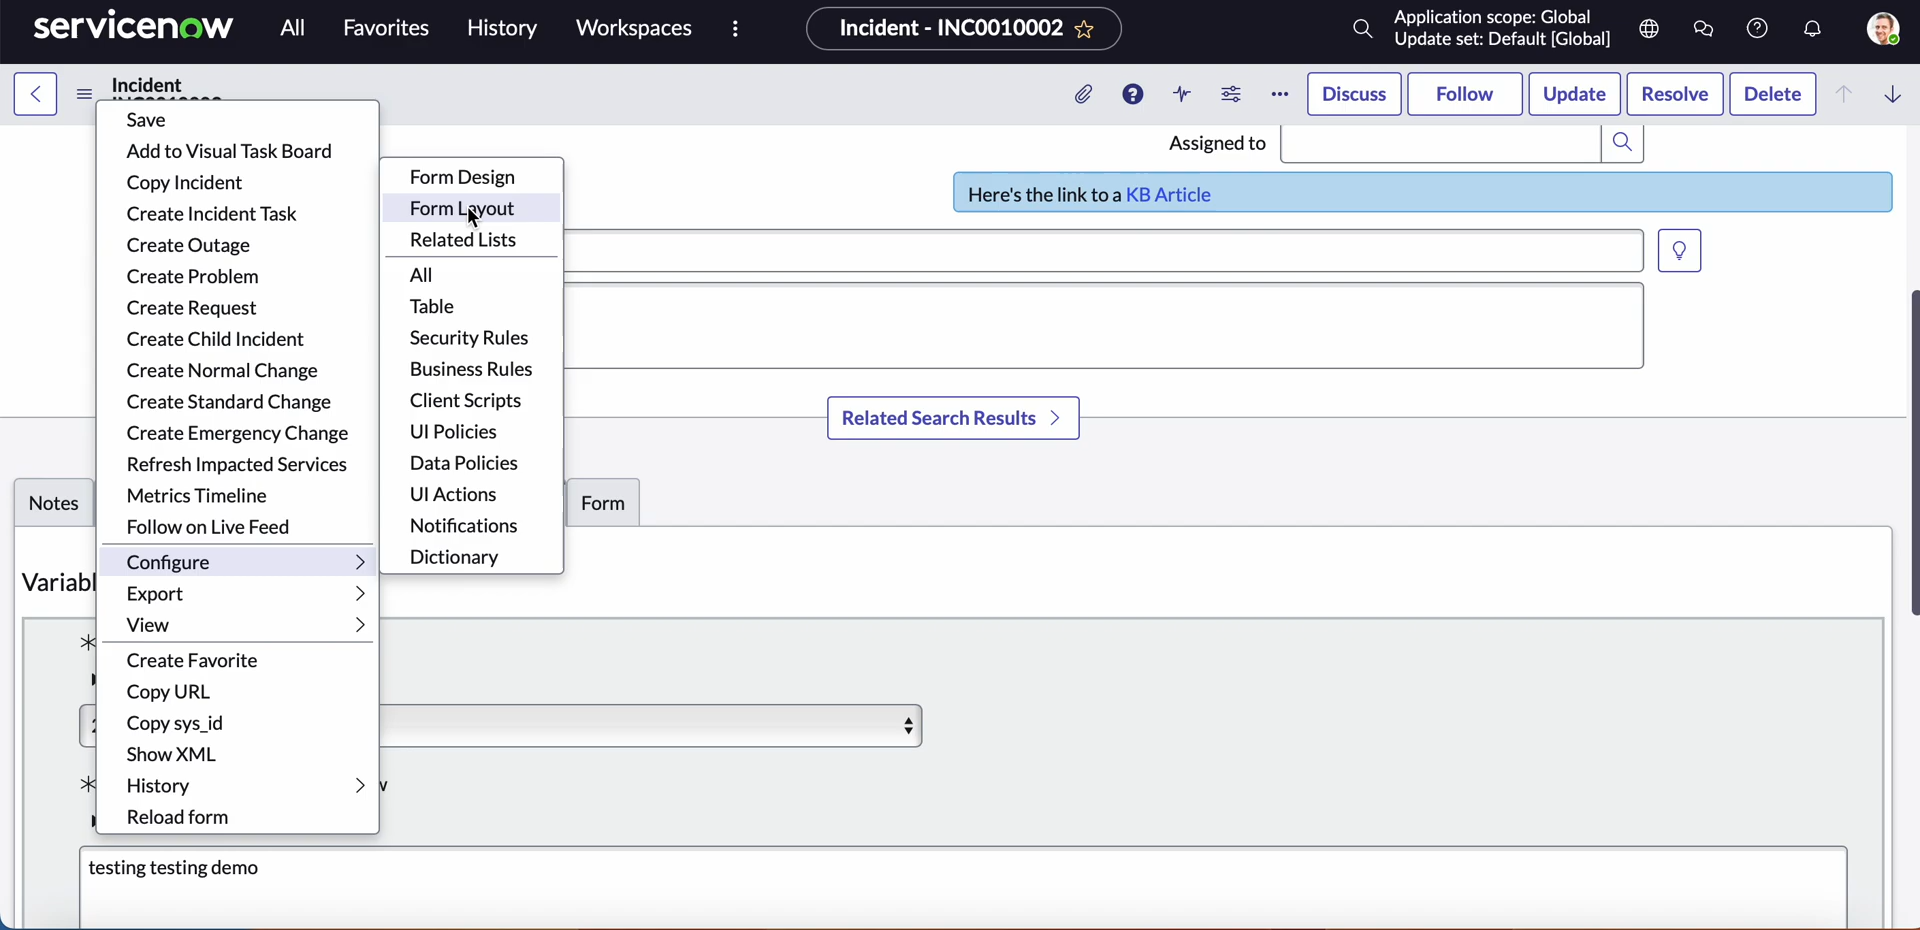 servicenow
All
Favorites
History
Workspaces
Incident - INC0010002
Application scope: Global
Update set: Default [Global]
Incident
Discuss
Follow
Update
Resolve
Delete
Save
Add to Visual Task Board
Copy Incident
Create Incident Task
Create Outage
Create Problem
Create Request
Create Child Incident
Create Normal Change
Create Standard Change
Create Emergency Change
Refresh Impacted Services
Metrics Timeline
Follow on Live Feed
Configure
Export
View
Create Favorite
Copy URL
Copy sys_id
Show XML
History
Reload form
Form Design
Form Layout
Related Lists
All
Table
Security Rules
Business Rules
Client Scripts
UI Policies
Data Policies
UI Actions
Notifications
Dictionary
Assigned to
Here's the link to a KB Article
Related Search Results
Notes
Form
testing testing demo